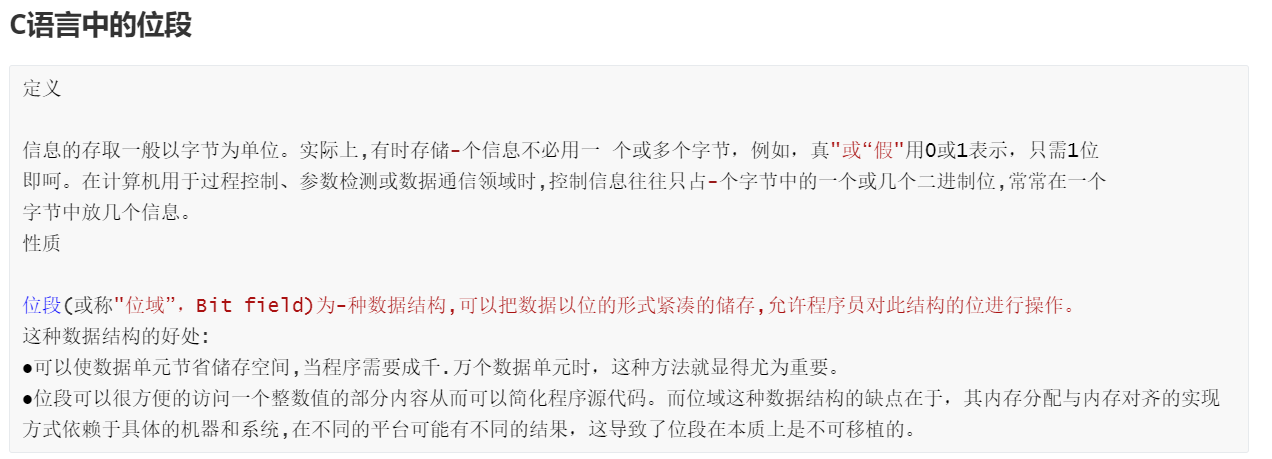 C语言中的位段
定义
信息的存取一般以字节为单位。实际上,有时存储-个信息不必用一 个或多个字节，例如，真"或“假"用0或1表示，只需1位
即呵。在计算机用于过程控制、参数检测或数据通信领域时,控制信息往往只占-个字节中的一个或几个二进制位,常常在一个
字节中放几个信息。
性质
位段(或称"位域”，Bit field)为-种数据结构,可以把数据以位的形式紧凑的储存,允许程序员对此结构的位进行操作。
这种数据结构的好处:
●可以使数据单元节省储存空间,当程序需要成千.万个数据单元时，这种方法就显得尤为重要。
●位段可以很方便的访问一个整数值的部分内容从而可以简化程序源代码。而位域这种数据结构的缺点在于，其内存分配与内存对齐的实现
方式依赖于具体的机器和系统,在不同的平台可能有不同的结果，这导致了位段在本质上是不可移植的。